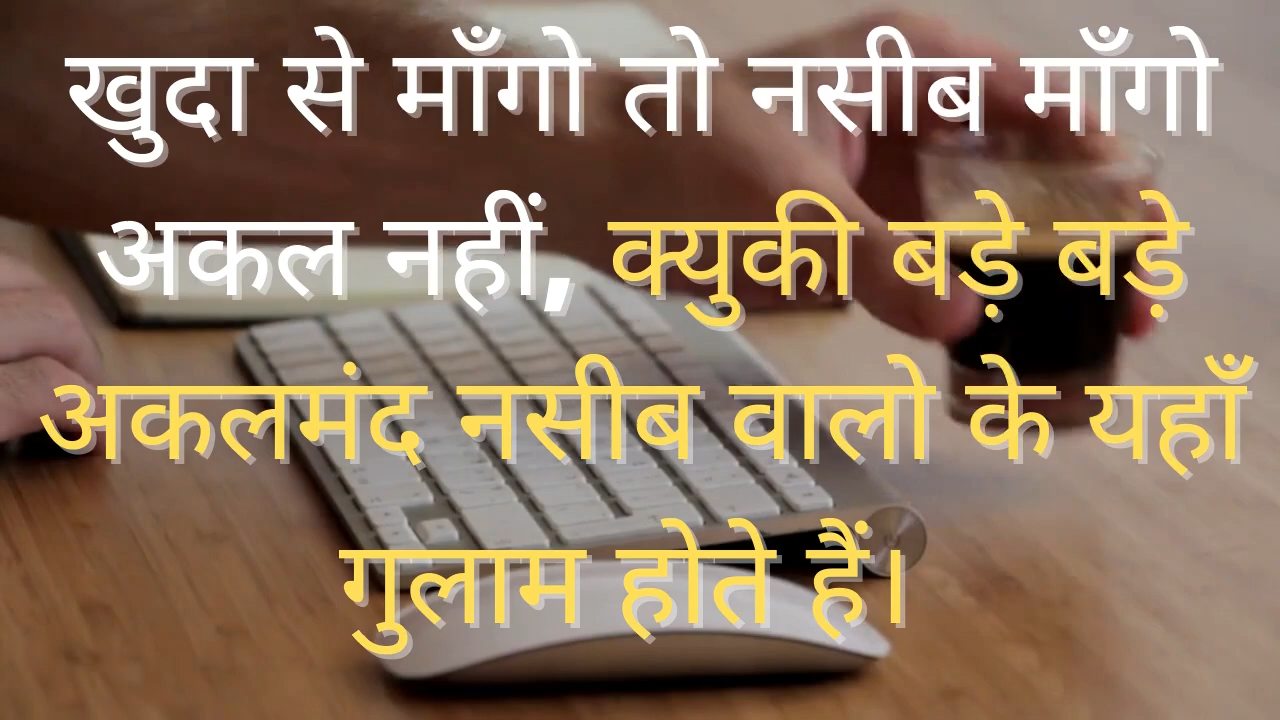 खुदा से माँगो तो नसीब माँगो
अकल नहीं, क्युकी बड़े बड़े
अकलमंद नसीब वालो के यहाँ
गुलाम होते हैं।